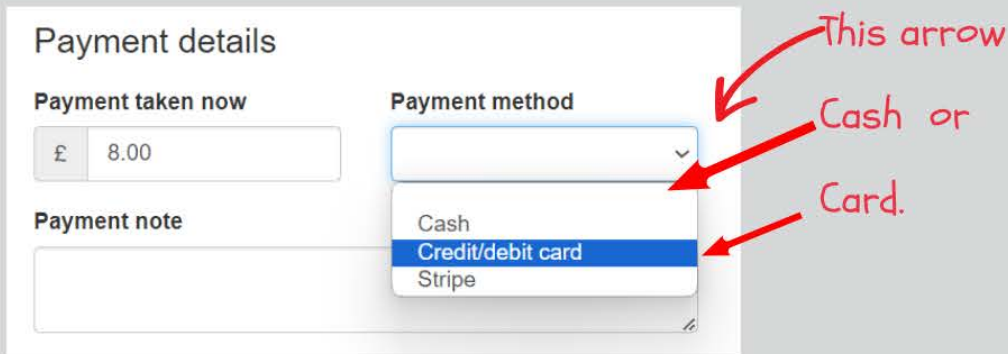 Payment details
This arrow
Payment taken now
Payment method
£ 8.00
Cash or
Card.
Payment note
Cash
Credit/debit card
Stripe